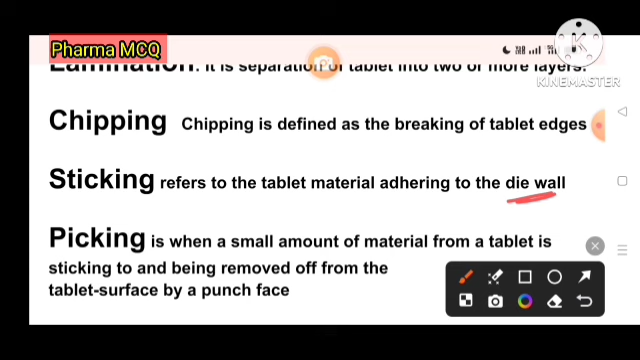 Pharma MCQ
KINEMASTER
Lamination: It is separation of tablet into two or more layers.
Chipping Chipping is defined as the breaking of tablet edges
Sticking refers to the tablet material adhering to the die wall
Picking is when a small amount of material from a tablet is
sticking to and being removed off from the
tablet-surface by a punch face